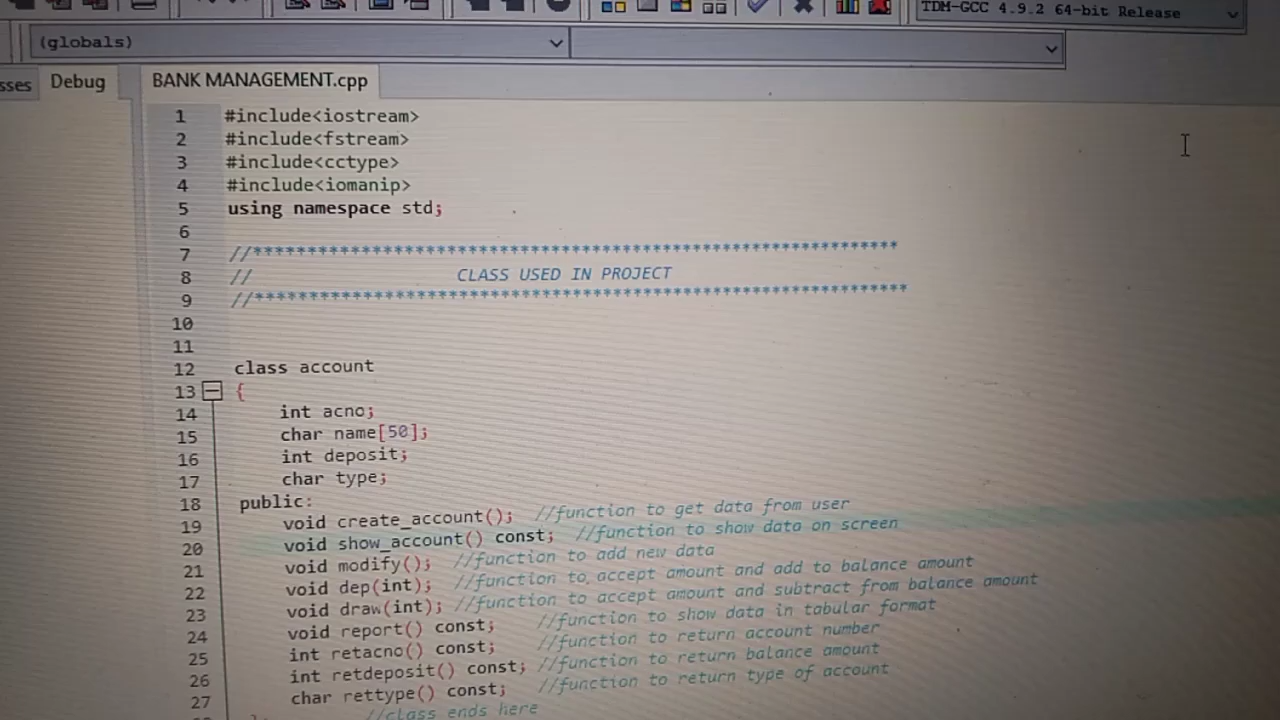 TDM-GCC 4.9.2 64-bit Release
(globals)
sses Debug BANK MANAGEMENT.cpp
1 #include<iostream>
2 #include<fstream>
3 #include<cctype>
4 #include<iomanip>
5 using namespace std;
6
7 //************************************************************
8 // CLASS USED IN PROJECT
9 //************************************************************
10
11
12 class account
13 {
14 int acno;
15 char name[50];
16 int deposit;
17 char type;
18 public:
19 void create_account(); //function to get data from user
20 void show_account() const; //function to show data on screen
21 void modify(); //function to add new data
22 void dep(int); //function to accept amount and add to balance amount
23 void draw(int); //function to accept amount and subtract from balance amount
24 void report() const; //function to show data in tabular format
25 int retacno() const; //function to return account number
26 int retdeposit() const; //function to return balance amount
27 char rettype() const; //function to return type of account
//class ends here